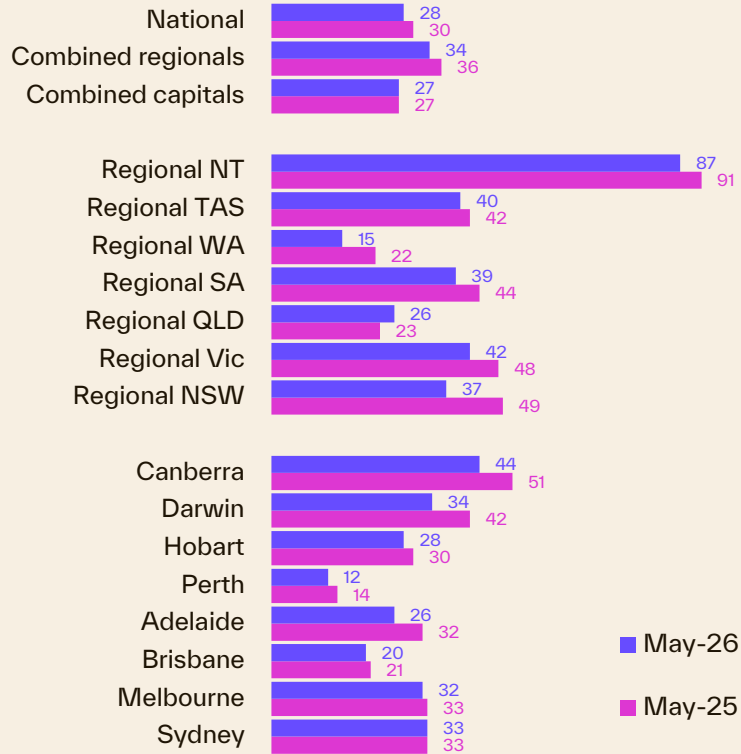 National 28
30
Combined regionals 34
36
Combined capitals 27
27
Regional NT 87
91
Regional TAS 40
42
Regional WA 15
22
Regional SA 39
44
Regional QLD 26
23
Regional Vic 42
48
Regional NSW 37
49
Canberra 44
51
Darwin 34
42
Hobart 28
30
Perth 12
14
Adelaide 26
32
Brisbane 20
21
Melbourne 32
33
Sydney 33
33
May-26
May-25